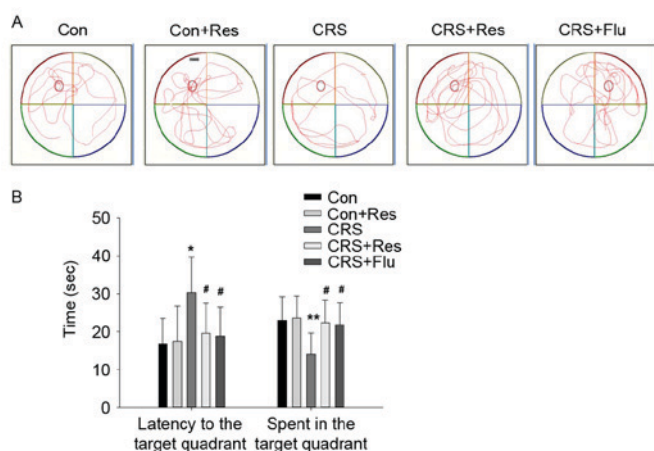 A
Con
Con+Res
CRS
CRS+Res
CRS+Flu
B
Con
Con+Res
CRS
CRS+Res
CRS+Flu
50
40
30
20
10
0
Time (sec)
*
#
#
**
#
#
Latency to the
target quadrant
Spent in the
target quadrant